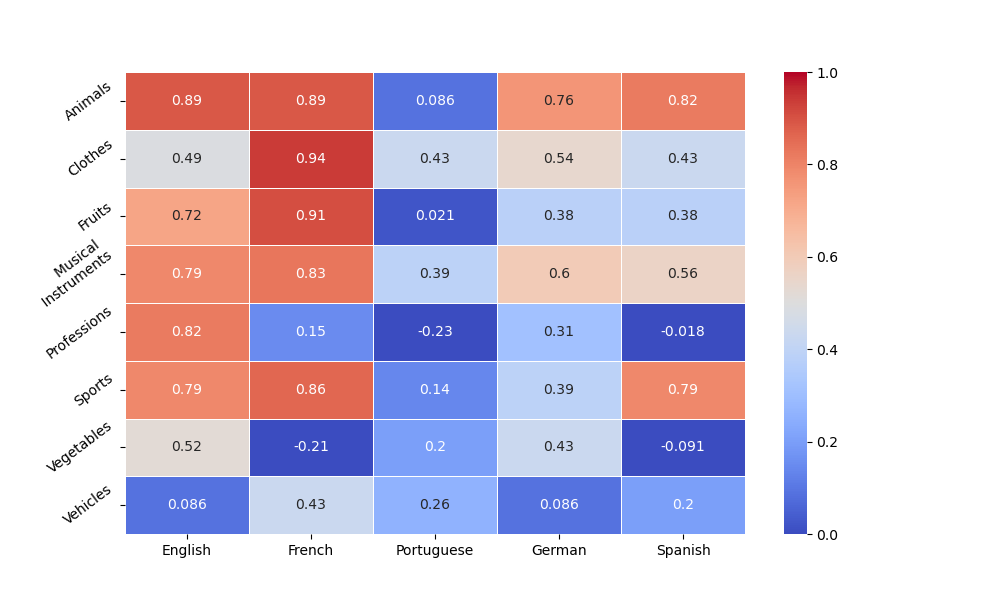 Animals 0.89 0.89 0.086 0.76 0.82
Clothes 0.49 0.94 0.43 0.54 0.43
Fruits 0.72 0.91 0.021 0.38 0.38
Musical
Instruments 0.79 0.83 0.39 0.6 0.56
Professions 0.82 0.15 -0.23 0.31 -0.018
Sports 0.79 0.86 0.14 0.39 0.79
Vegetables 0.52 -0.21 0.2 0.43 -0.091
Vehicles 0.086 0.43 0.26 0.086 0.2
English French Portuguese German Spanish
1.0
0.8
0.6
0.4
0.2
0.0